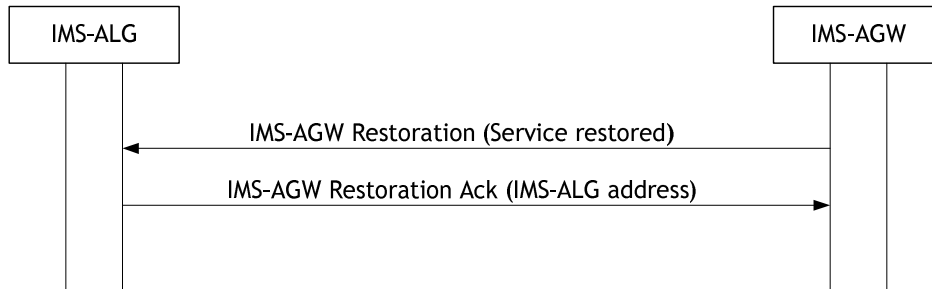 IMS-ALG
IMS-AGW
IMS-AGW Restoration (Service restored)
IMS-AGW Restoration Ack (IMS-ALG address)